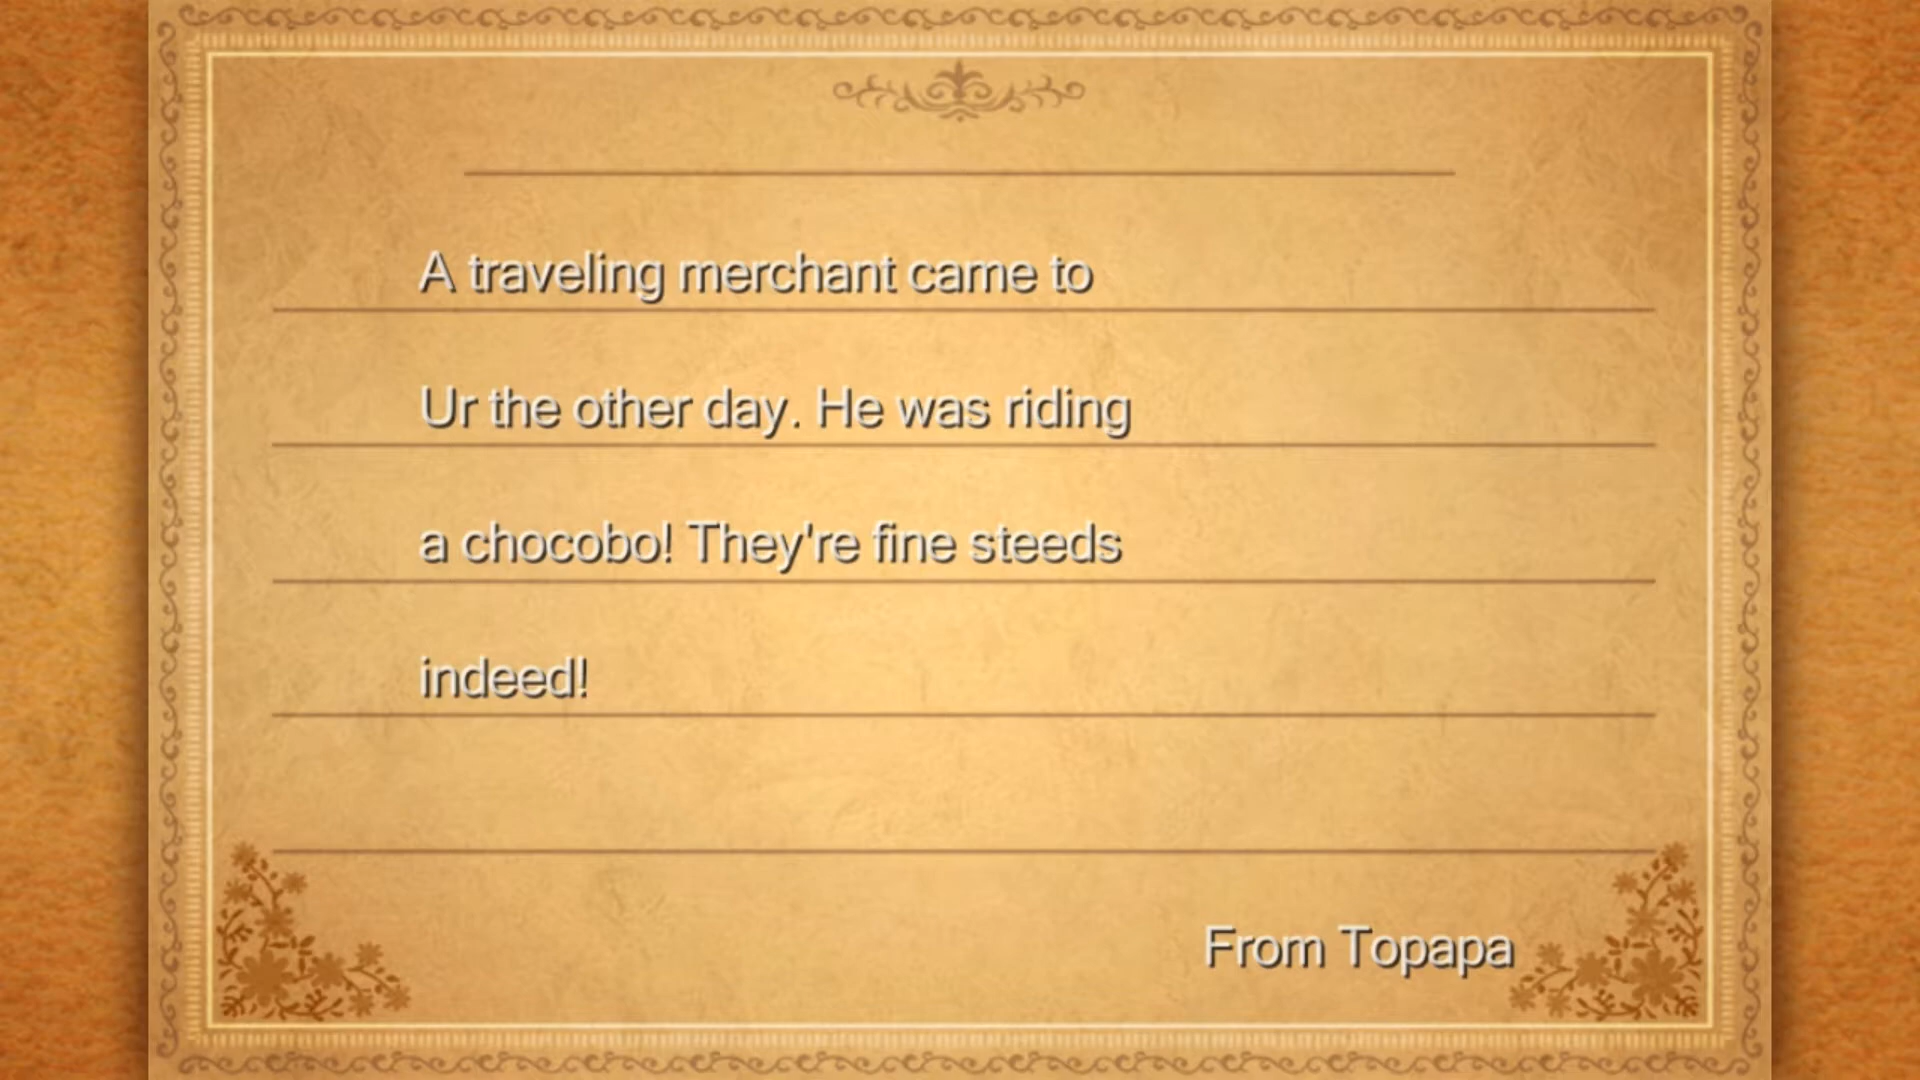 A traveling merchant came to
Ur the other day. He was riding
a chocobo! They're fine steeds
indeed!
From Topapa